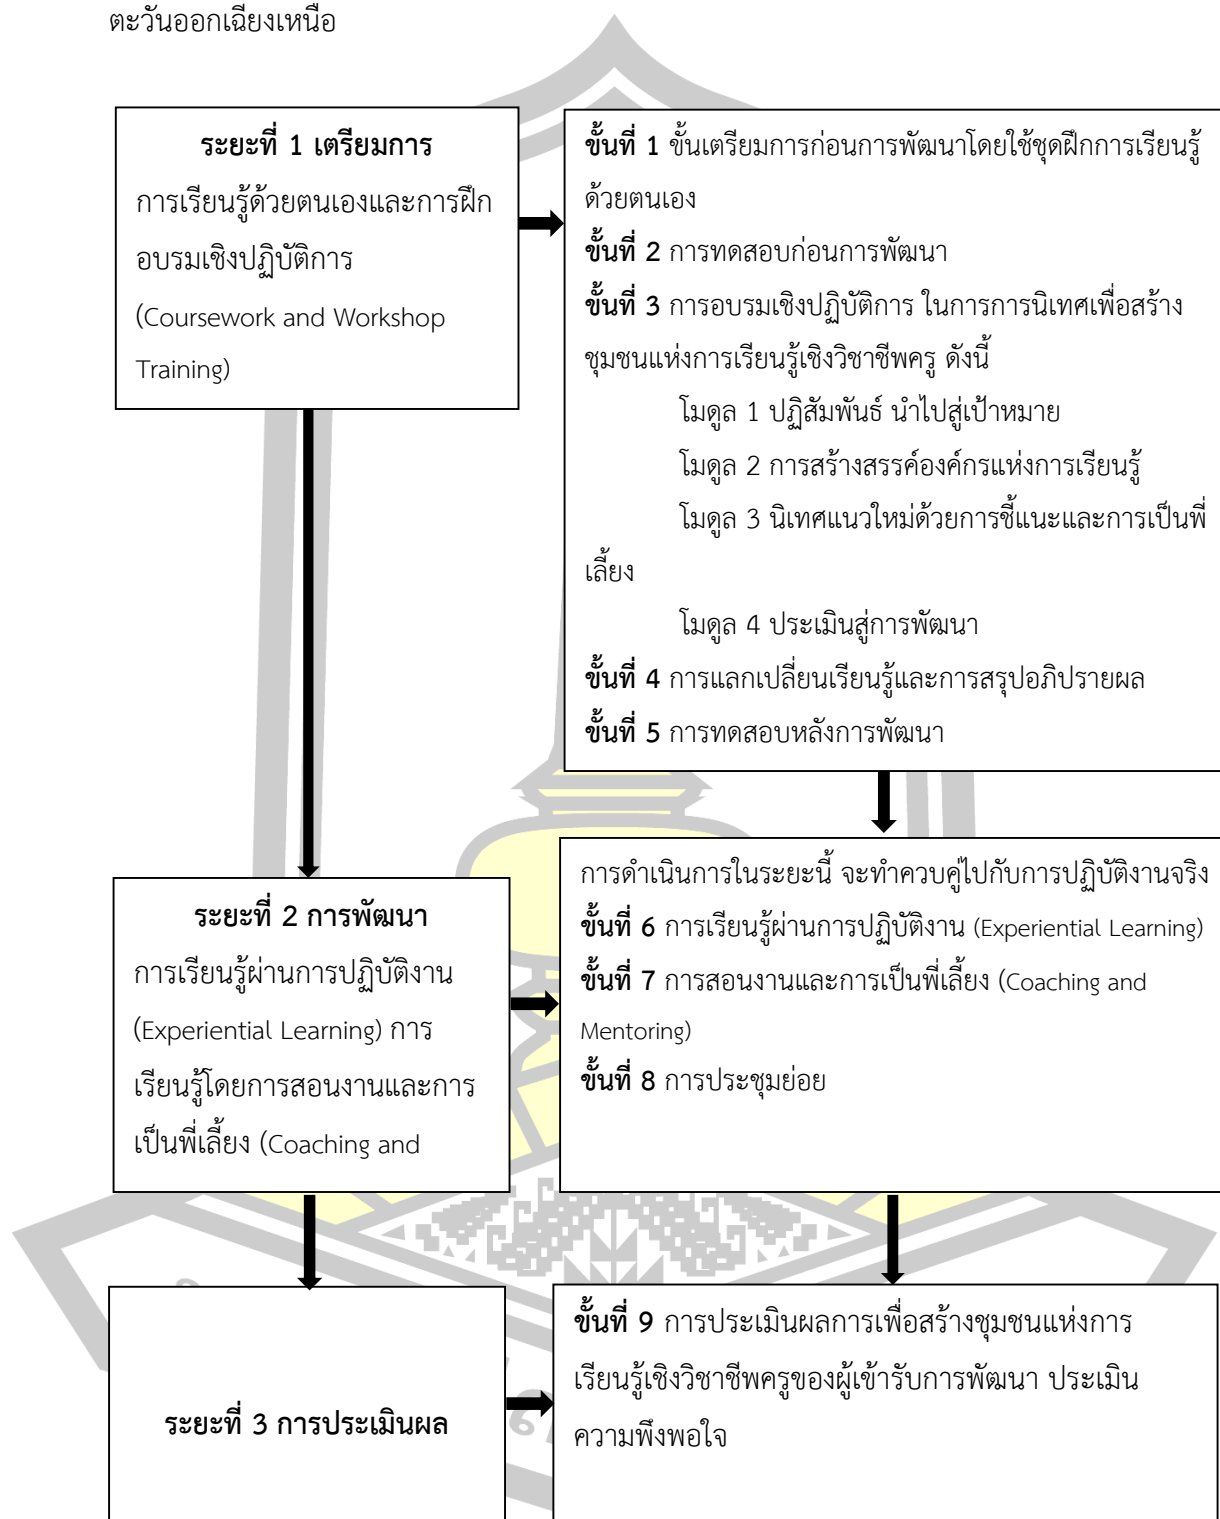 ตะวันออกเฉียงเหนือ
ระยะที่ 1 เตรียมการ
การเรียนรู้ด้วยตนเองและการฝึก
อบรมเชิงปฏิบัติการ
(Coursework and Workshop
Training)
ขั้นที่ 1 ขั้นเตรียมการก่อนการพัฒนาโดยใช้ชุดฝึกการเรียนรู้
ด้วยตนเอง
ขั้นที่ 2 การทดสอบก่อนการพัฒนา
ขั้นที่ 3 การอบรมเชิงปฏิบัติการ ในการการนิเทศเพื่อสร้าง
ชุมชนแห่งการเรียนรู้เชิงวิชาชีพครู ดังนี้
โมดูล 1 ปฏิสัมพันธ์ นำไปสู่เป้าหมาย
โมดูล 2 การสร้างสรรค์องค์กรแห่งการเรียนรู้
โมดูล 3 นิเทศแนวใหม่ด้วยการชี้แนะและการเป็นพี่
เลี้ยง
โมดูล 4 ประเมินสู่การพัฒนา
ขั้นที่ 4 การแลกเปลี่ยนเรียนรู้และการสรุปอภิปรายผล
ขั้นที่ 5 การทดสอบหลังการพัฒนา
ระยะที่ 2 การพัฒนา
การเรียนรู้ผ่านการปฏิบัติงาน
(Experiential Learning) การ
เรียนรู้โดยการสอนงานและการ
เป็นพี่เลี้ยง (Coaching and
การดำเนินการในระยะนี้ จะทำควบคู่ไปกับการปฏิบัติงานจริง
ขั้นที่ 6 การเรียนรู้ผ่านการปฏิบัติงาน (Experiential Learning)
ขั้นที่ 7 การสอนงานและการเป็นพี่เลี้ยง (Coaching and
Mentoring)
ขั้นที่ 8 การประชุมย่อย
ระยะที่ 3 การประเมินผล
ขั้นที่ 9 การประเมินผลการเพื่อสร้างชุมชนแห่งการ
เรียนรู้เชิงวิชาชีพครูของผู้เข้ารับการพัฒนา ประเมิน
ความพึงพอใจ